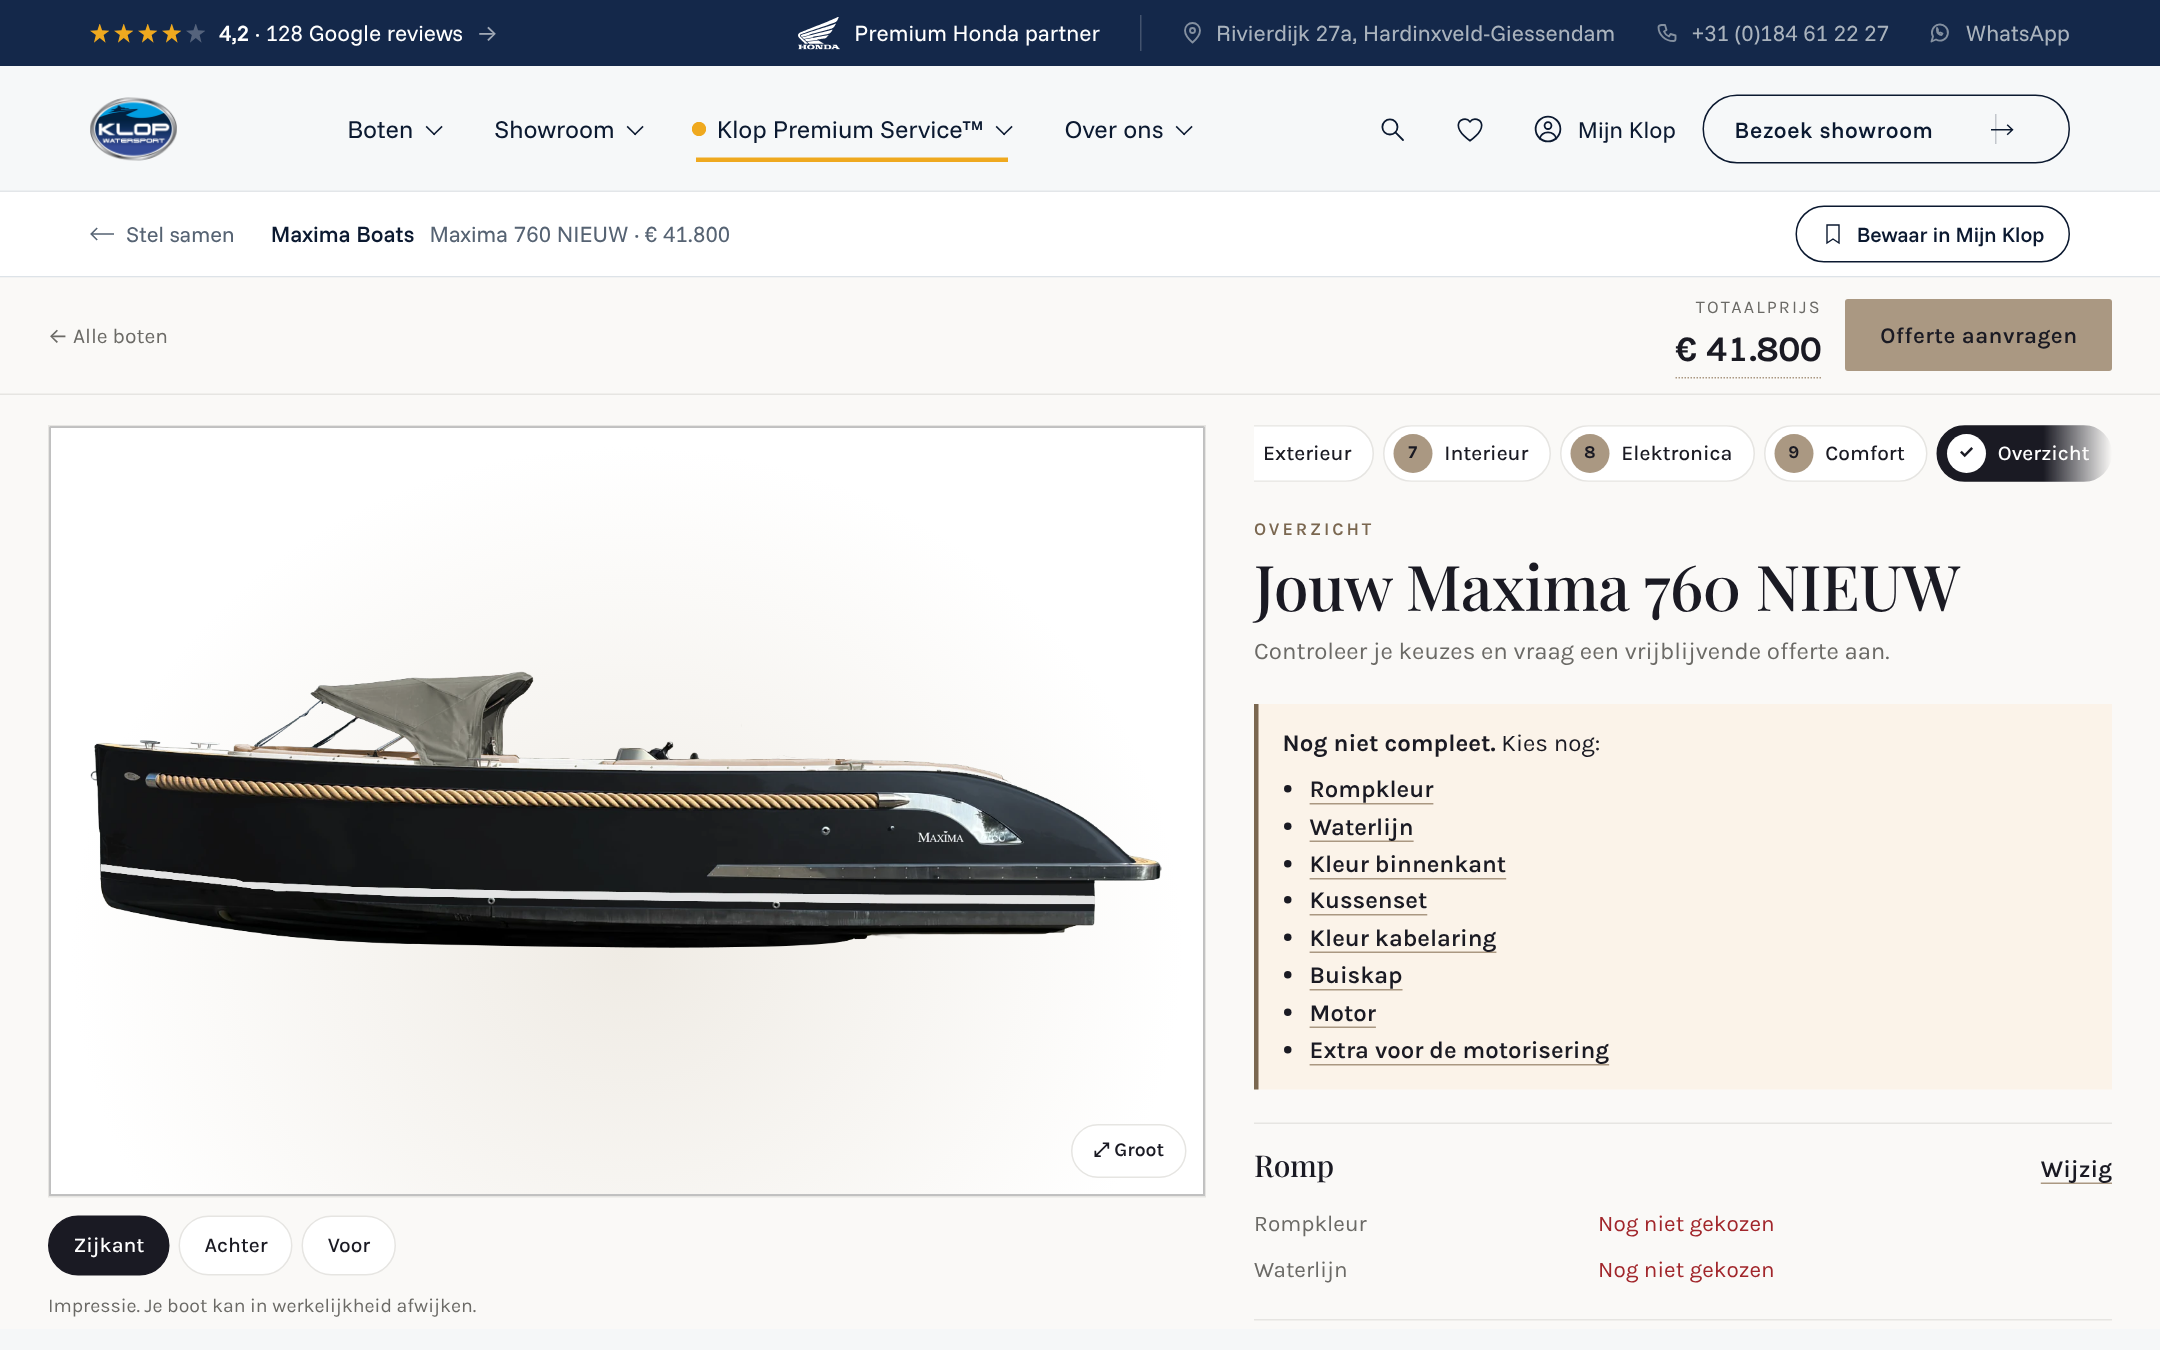 4,2 · 128 Google reviews →
HONDA
Premium Honda partner
Rivierdijk 27a, Hardinxveld-Giessendam
+31 (0)184 61 22 27
WhatsApp
KLOP
WATERSPORT
Boten
Showroom
Klop Premium Service™
Over ons
Mijn Klop
Bezoek showroom →
← Stel samen
Maxima Boats Maxima 760 NIEUW · € 41.800
Bewaar in Mijn Klop
← Alle boten
TOTAALPRIJS
€ 41.800
Offerte aanvragen
MAXIMA
Groot
Zijkant
Achter
Voor
Impressie. Je boot kan in werkelijkheid afwijken.
Exterieur
7 Interieur
8 Elektronica
9 Comfort
Overzicht
OVERZICHT
Jouw Maxima 760 NIEUW
Controleer je keuzes en vraag een vrijblijvende offerte aan.
Nog niet compleet. Kies nog:
• Rompkleur
• Waterlijn
• Kleur binnenkant
• Kussenset
• Kleur kabelaring
• Buiskap
• Motor
• Extra voor de motorisering
Romp
Wijzig
Rompkleur Nog niet gekozen
Waterlijn Nog niet gekozen